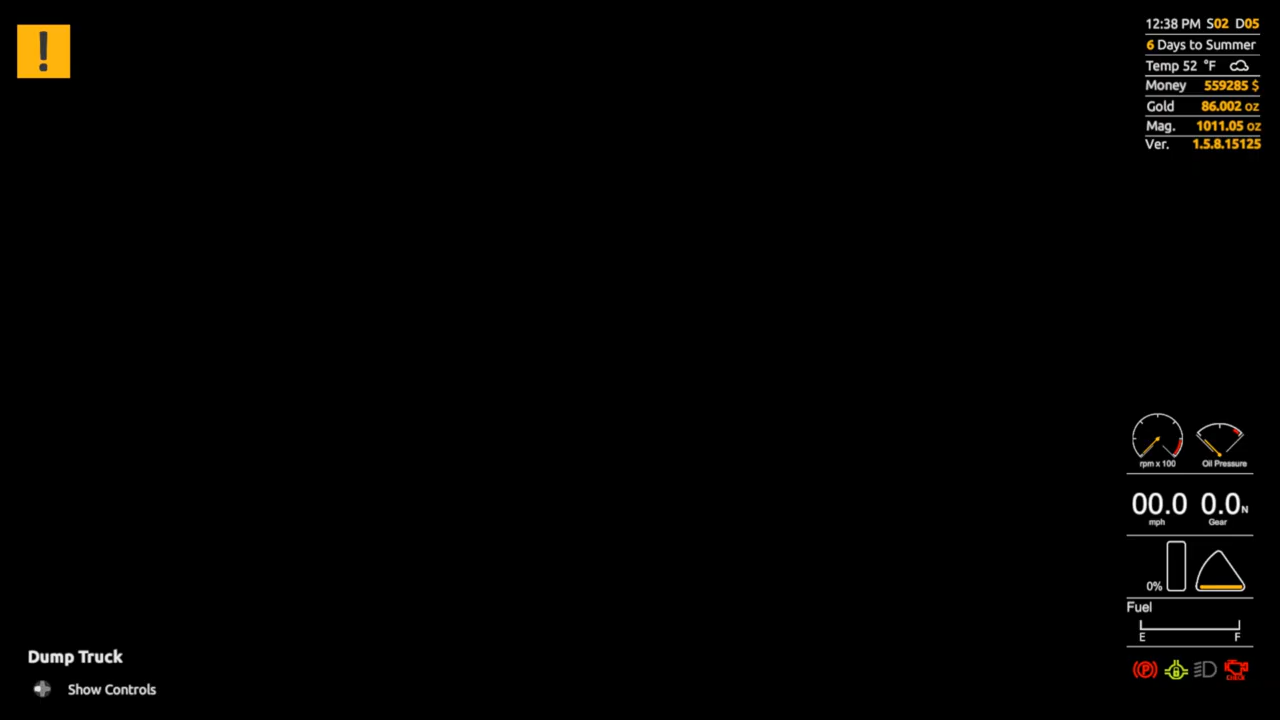 !
12:38 PM S02 D05
6 Days to Summer
Temp 52 °F
Money 559285 $
Gold 86.002 oz
Mag. 1011.05 oz
Ver. 1.5.8.15125
rpm x 100 Oil Pressure
00.0 0.0N
mph Gear
0%
Fuel
E F
Dump Truck
Show Controls
(P)
CHECK